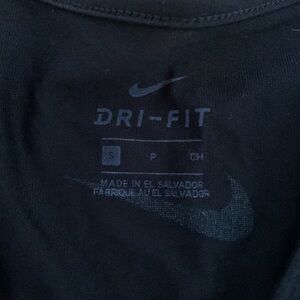 DRI-FIT
S P CH
MADE IN EL SALVADOR
FABRIQUE AU EL SALVADOR